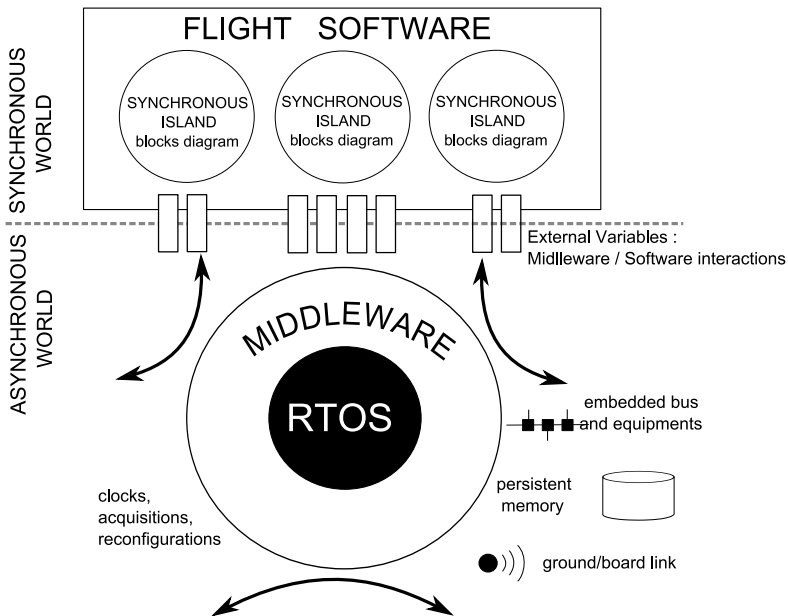 FLIGHT SOFTWARE
SYNCHRONOUS
ISLAND
blocks diagram
SYNCHRONOUS
ISLAND
blocks diagram
SYNCHRONOUS
ISLAND
blocks diagram
SYNCHRONOUS
WORLD
External Variables :
Midlleware / Software interactions
ASYNCHRONOUS
WORLD
MIDDLEWARE
RTOS
embedded bus
and equipments
persistent
memory
clocks,
acquisitions,
reconfigurations
ground/board link